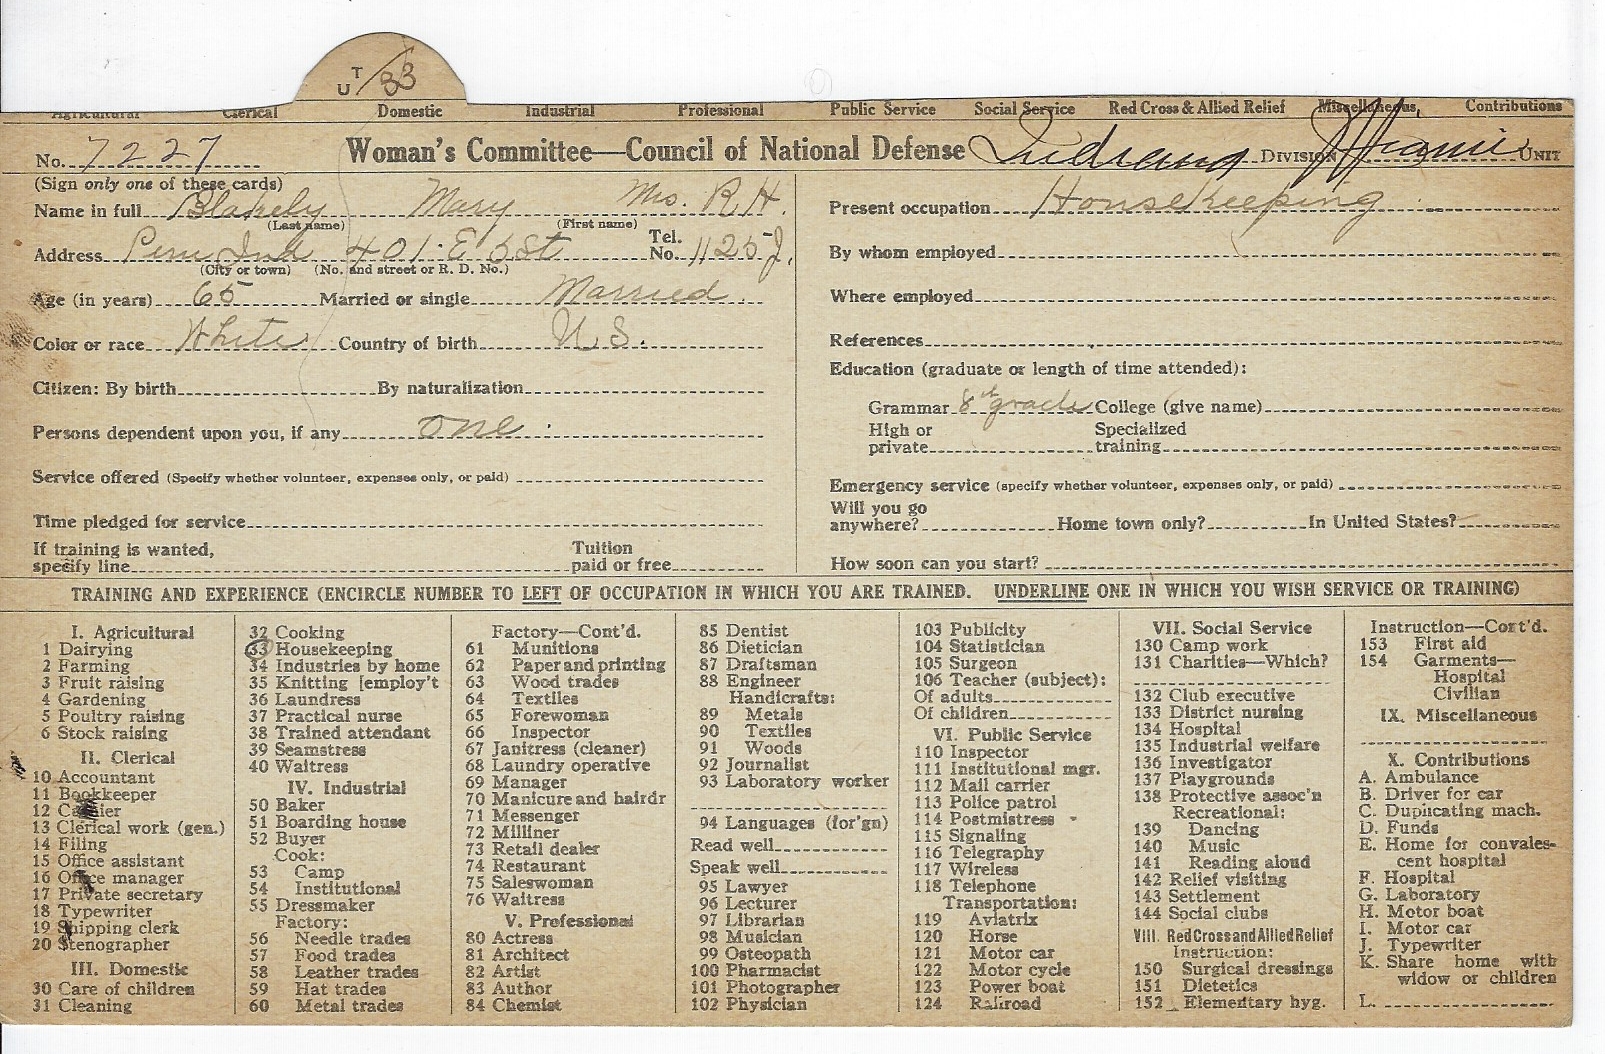 T
U 33
Agricultural Clerical Domestic Industrial Professional Public Service Social Service Red Cross & Allied Relief Miscellaneous, Contributions
No. 7227 Woman's Committee—Council of National Defense Indiana DIVISION Miami UNIT
(Sign only one of these cards)
Name in full Blakely Mary Mrs. R H.
(Last name) (First name)
Address Peru Ind 401 E 5 St Tel. No. 1125 J.
(City or town) (No. and street or R. D. No.)
Age (in years) 65 Married or single Married
Color or race White Country of birth U S.
Citizen: By birth By naturalization
Persons dependent upon you, if any one.
Service offered (Specify whether volunteer, expenses only, or paid)
Time pledged for service
If training is wanted,
specify line Tuition paid or free
Present occupation Housekeeping
By whom employed
Where employed
References
Education (graduate or length of time attended):
Grammar 8th grade College (give name)
High or private Specialized training
Emergency service (specify whether volunteer, expenses only, or paid)
Will you go
anywhere? Home town only? In United States?
How soon can you start?
TRAINING AND EXPERIENCE (ENCIRCLE NUMBER TO LEFT OF OCCUPATION IN WHICH YOU ARE TRAINED. UNDERLINE ONE IN WHICH YOU WISH SERVICE OR TRAINING)
I. Agricultural
1 Dairying
2 Farming
3 Fruit raising
4 Gardening
5 Poultry raising
6 Stock raising
II. Clerical
10 Accountant
11 Bookkeeper
12 Cashier
13 Clerical work (gen.)
14 Filing
15 Office assistant
16 Office manager
17 Private secretary
18 Typewriter
19 Shipping clerk
20 Stenographer
III. Domestic
30 Care of children
31 Cleaning
32 Cooking
33 Housekeeping
34 Industries by home
35 Knitting [employ't
36 Laundress
37 Practical nurse
38 Trained attendant
39 Seamstress
40 Waitress
IV. Industrial
50 Baker
51 Boarding house
52 Buyer
Cook:
53 Camp
54 Institutional
55 Dressmaker
Factory:
56 Needle trades
57 Food trades
58 Leather trades
59 Hat trades
60 Metal trades
Factory—Cont'd.
61 Munitions
62 Paper and printing
63 Wood trades
64 Textiles
65 Forewoman
66 Inspector
67 Janitress (cleaner)
68 Laundry operative
69 Manager
70 Manicure and hairdr
71 Messenger
72 Milliner
73 Retail dealer
74 Restaurant
75 Saleswoman
76 Waitress
V. Professional
80 Actress
81 Architect
82 Artist
83 Author
84 Chemist
85 Dentist
86 Dietician
87 Draftsman
88 Engineer
Handicrafts:
89 Metals
90 Textiles
91 Woods
92 Journalist
93 Laboratory worker
94 Languages (for'gn)
Read well
Speak well
95 Lawyer
96 Lecturer
97 Librarian
98 Musician
99 Osteopath
100 Pharmacist
101 Photographer
102 Physician
103 Publicity
104 Statistician
105 Surgeon
106 Teacher (subject):
Of adults
Of children
VI. Public Service
110 Inspector
111 Institutional mgr.
112 Mail carrier
113 Police patrol
114 Postmistress
115 Signaling
116 Telegraphy
117 Wireless
118 Telephone
Transportation:
119 Aviatrix
120 Horse
121 Motor car
122 Motor cycle
123 Power boat
124 Railroad
VII. Social Service
130 Camp work
131 Charities—Which?
132 Club executive
133 District nursing
134 Hospital
135 Industrial welfare
136 Investigator
137 Playgrounds
138 Protective assoc'n
Recreational:
139 Dancing
140 Music
141 Reading aloud
142 Relief visiting
143 Settlement
144 Social clubs
VIII. Red Cross and Allied Relief
Instruction:
150 Surgical dressings
151 Dietetics
152 Elementary hyg.
Instruction—Cort'd.
153 First aid
154 Garments—
Hospital
Civilian
IX. Miscellaneous
X. Contributions
A. Ambulance
B. Driver for car
C. Duplicating mach.
D. Funds
E. Home for convales-
cent hospital
F. Hospital
G. Laboratory
H. Motor boat
I. Motor car
J. Typewriter
K. Share home with
widow or children
L.